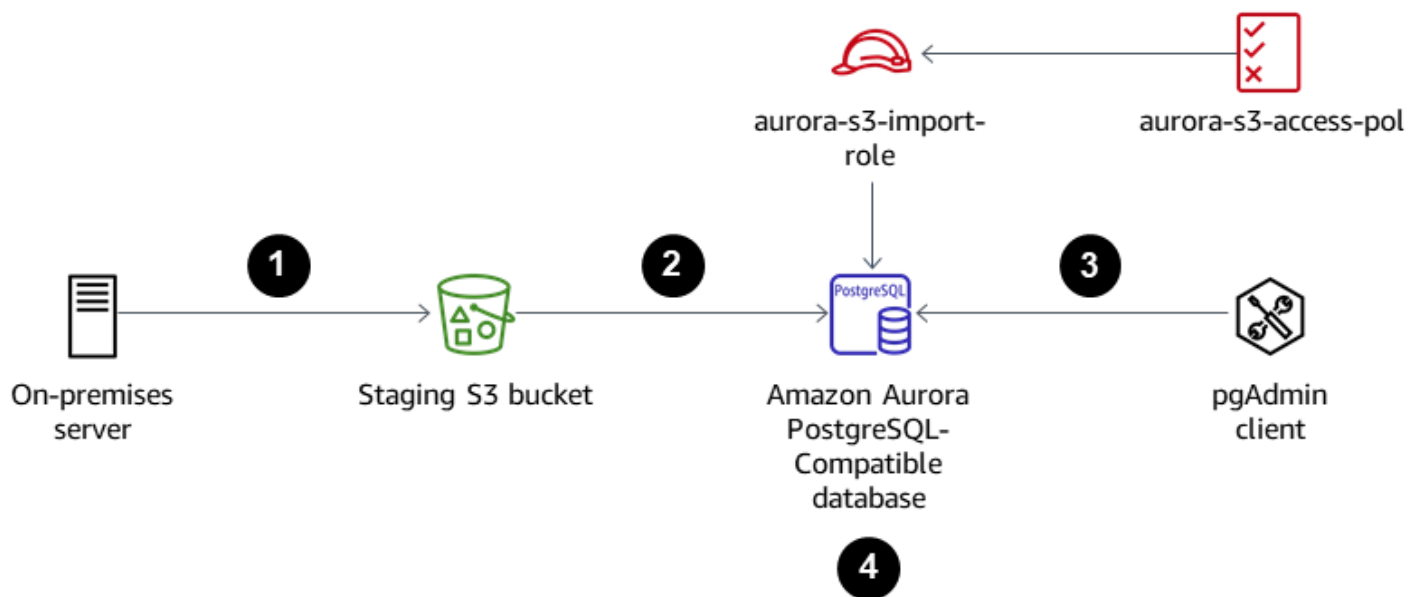 aurora-s3-import-
role
aurora-s3-access-pol
1
2
3
PostgreSQL
On-premises
server
Staging S3 bucket
Amazon Aurora
PostgreSQL-
Compatible
database
pgAdmin
client
4